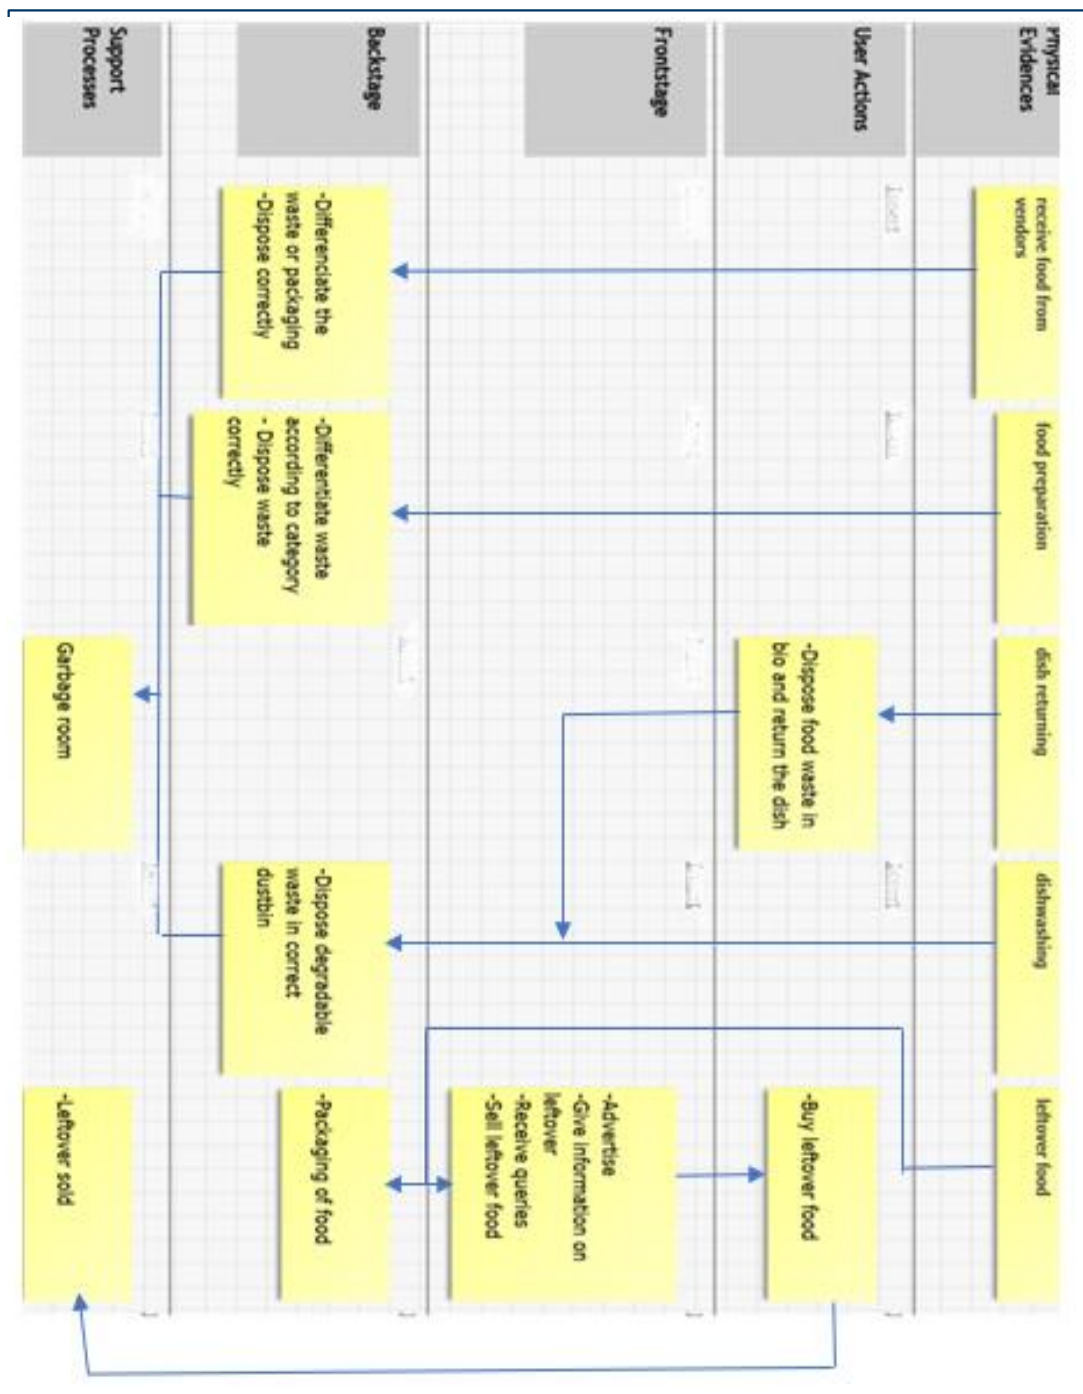 Physical
Evidences
receive food from
vendors
food preparation
dish returning
dishwashing
leftover food
User Actions
-Dispose food waste in
bio and return the dish
-Buy leftover food
Frontstage
-Advertise
-Give information on
leftover
-Receive queries
-Sell leftover food
Backstage
-Differenciate the
waste or packaging
-Dispose correctly
-Differentiate waste
according to category
- Dispose waste
correctly
-Dispose degradable
waste in correct
dustbin
-Packaging of food
Support
Processes
Garbage room
-Leftover sold